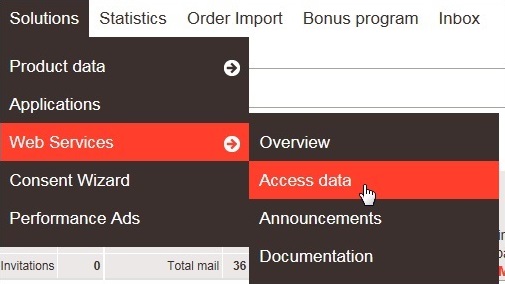 Solutions Statistics Order Import Bonus program Inbox
Product data
Applications
Web Services
Overview
Consent Wizard
Access data
Performance Ads
Announcements
Documentation
Invitations 0 Total mail 36